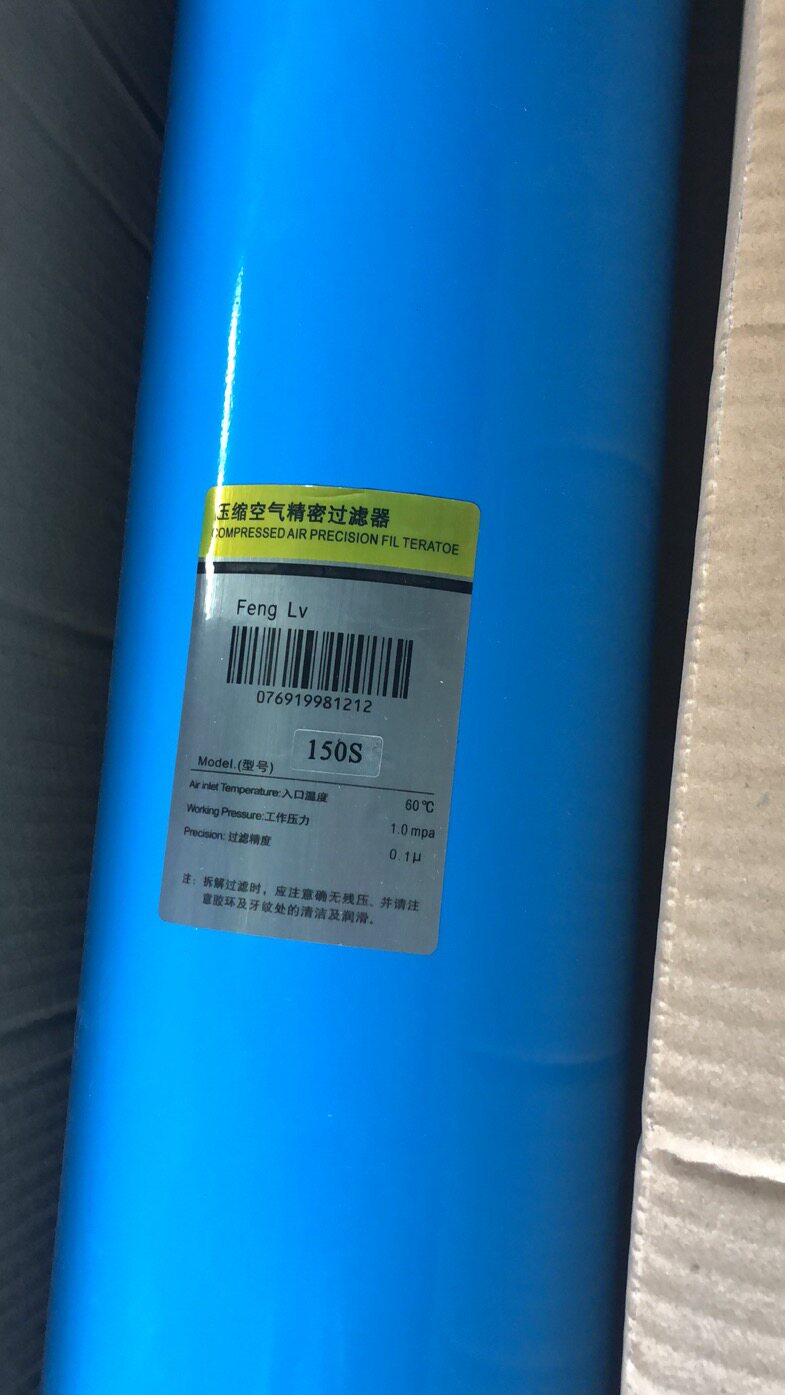 压缩空气精密过滤器
COMPRESSED AIR PRECISION FIL TERATOE
Feng Lv
076919981212
Model.(型号) 150S
Air inlet Temperature:入口温度 60℃
Working Pressure:工作压力 1.0 mpa
Precision: 过滤精度 0.1μ
注: 拆解过滤时，应注意确无残压、并请注
意胶环及牙纹处的清洁及润滑。